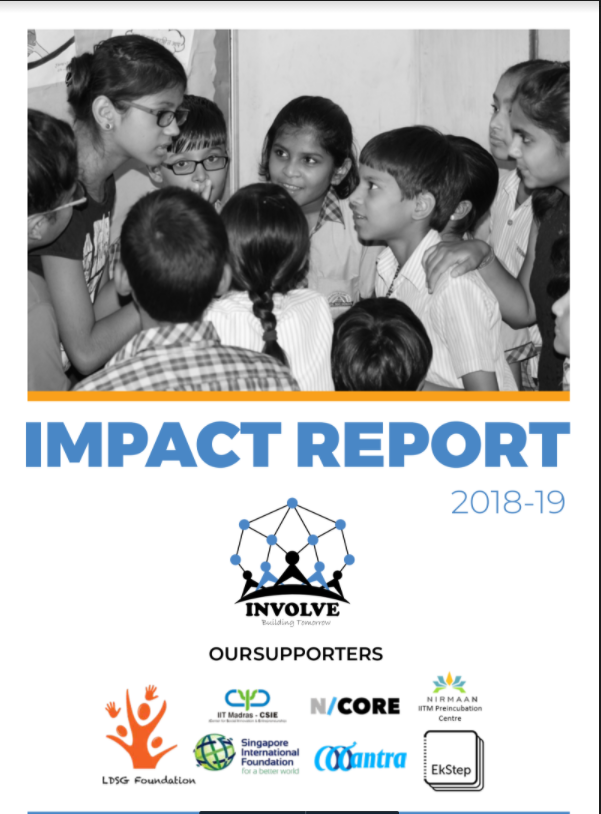 IMPACT REPORT
2018-19
INVOLVE
Building Tomorrow
OURSUPPORTERS
LDSG Foundation
IIT Madras - CSIE
Singapore
International
Foundation
for a better world
N/CORE
Mantra
NIRMAAN
IITM Preincubation
Centre
EkStep